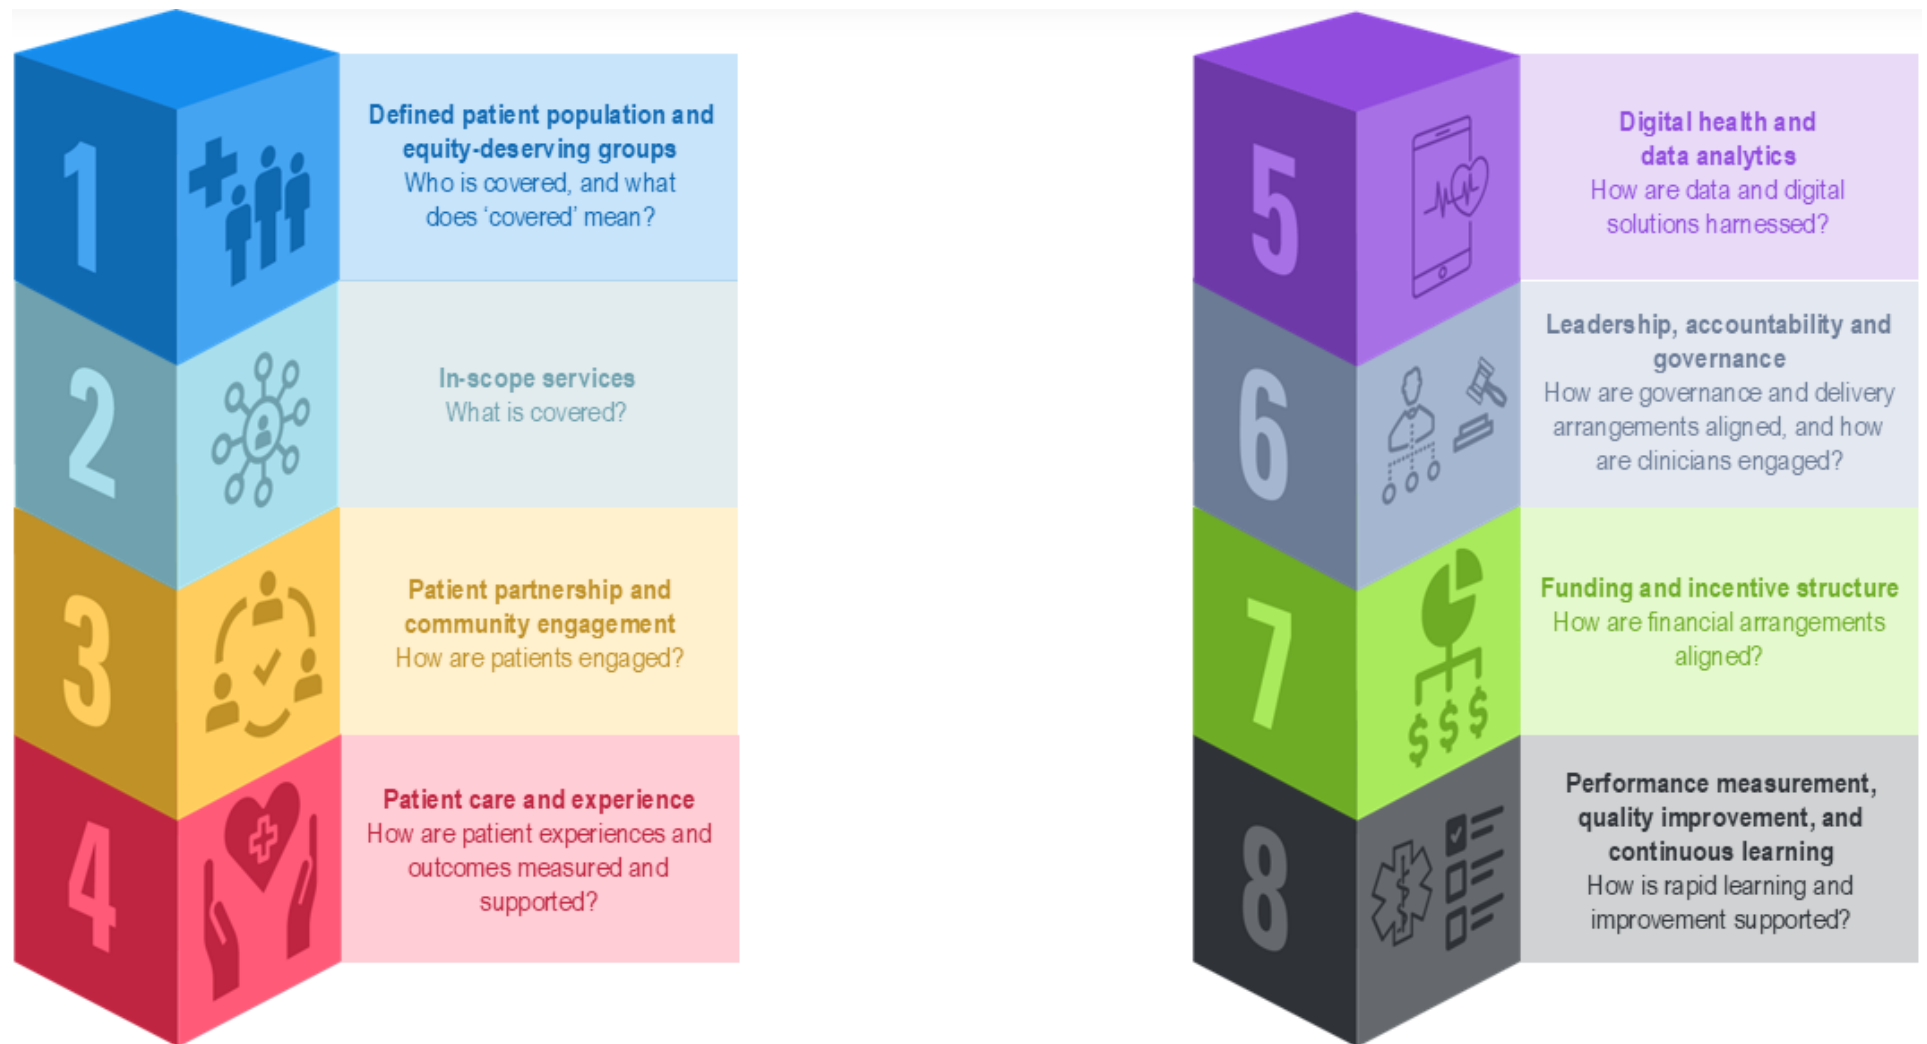 1
Defined patient population and
equity-deserving groups
Who is covered, and what
does ‘covered’ mean?
2
In-scope services
What is covered?
3
Patient partnership and
community engagement
How are patients engaged?
4
Patient care and experience
How are patient experiences and
outcomes measured and
supported?
5
Digital health and
data analytics
How are data and digital
solutions harnessed?
6
Leadership, accountability and
governance
How are governance and delivery
arrangements aligned, and how
are clinicians engaged?
7
Funding and incentive structure
How are financial arrangements
aligned?
$ $ $
8
Performance measurement,
quality improvement, and
continuous learning
How is rapid learning and
improvement supported?